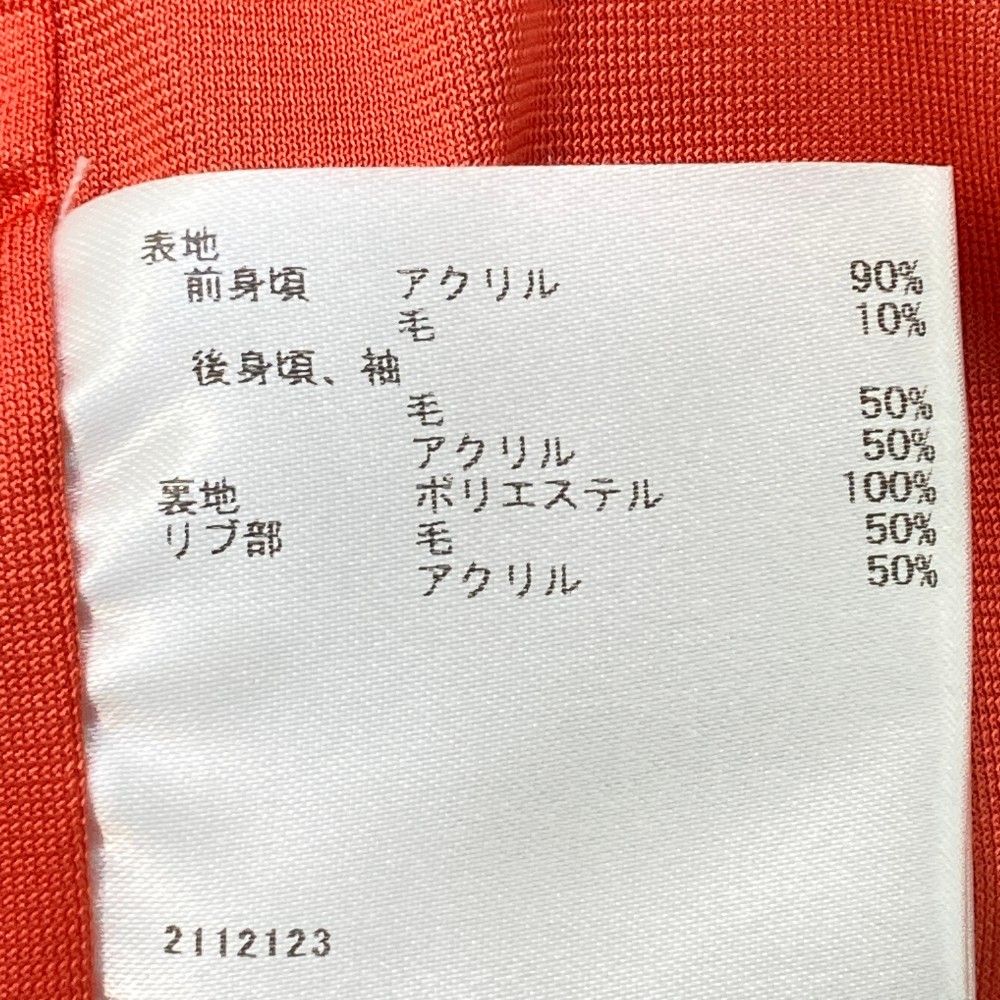 表地
前身頃 アクリル 90%
毛 10%
後身頃、袖
毛 50%
アクリル 50%
裏地 ポリエステル 100%
リブ部 毛 50%
アクリル 50%
2112123